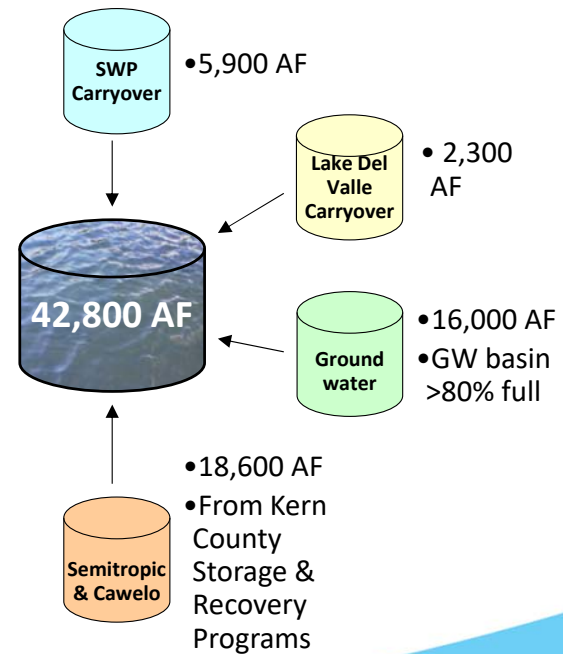 SWP
Carryover
•5,900 AF
Lake Del
Valle
Carryover
• 2,300
AF
42,800 AF
Ground
water
•16,000 AF
•GW basin
>80% full
Semitropic
& Cawelo
•18,600 AF
•From Kern
County
Storage &
Recovery
Programs